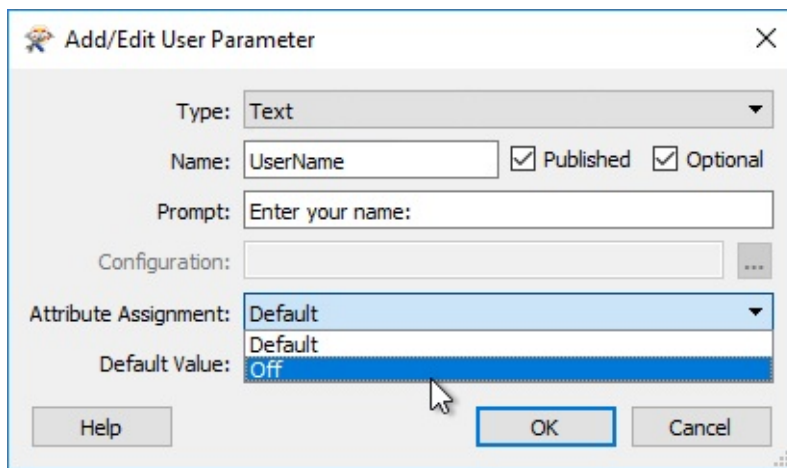 Add/Edit User Parameter
Type: Text
Name: UserName Published Optional
Prompt: Enter your name:
Configuration: ...
Attribute Assignment: Default
Default
Default Value: Off
Help OK Cancel